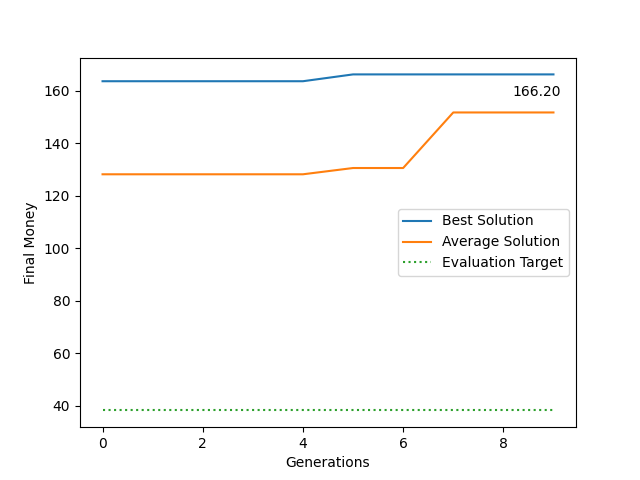 160
140
120
100
80
60
40
Final Money
166.20
Best Solution
Average Solution
Evaluation Target
0 2 4 6 8
Generations